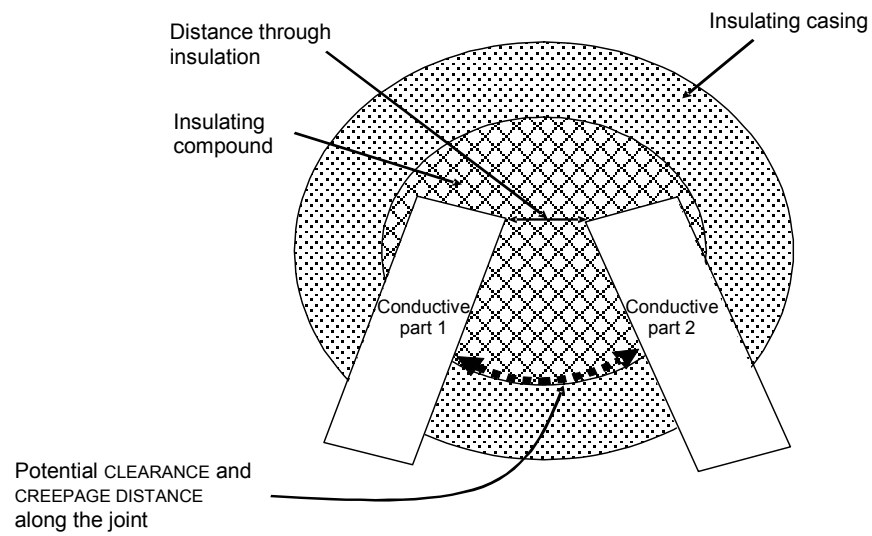 Insulating casing
Distance through
insulation
Insulating
compound
Conductive
part 1
Conductive
part 2
Potential CLEARANCE and
CREEPAGE DISTANCE
along the joint